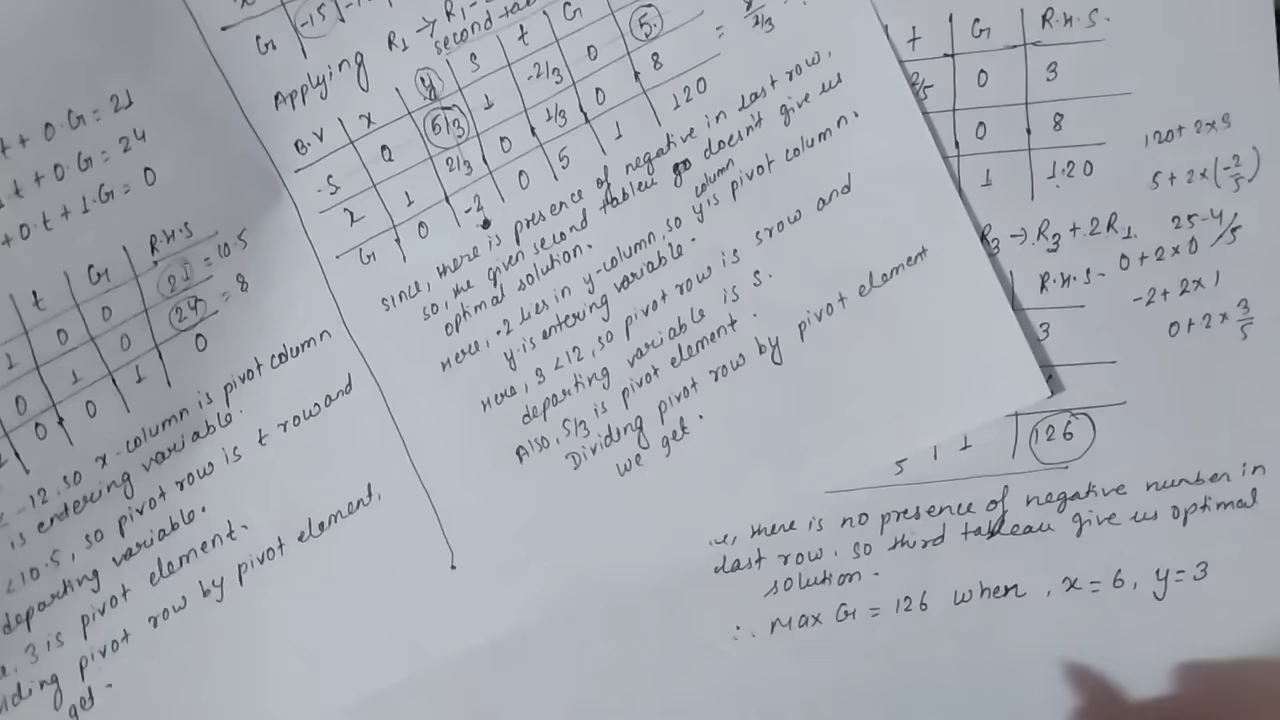 t + 0.G = 21
t + 0.G = 24
+0.t + 1.G = 0
t G R.H.S
1 0 0 21 = 10.5
0 1 0 24 = 8
0 0 1 0
-12, so x-column is pivot column
is entering variable.
<10.5, so pivot row is t row and
departing variable.
3 is pivot element.
pivot row by pivot element,
get.
G -15
Applying R1 → R1 -
second
B.V x y s t G
S 0 5/3 1 -2/3 0 5
x 1 2/3 0 1/3 0 8
G 0 -2 0 5 1 120
since, there is presence of negative in last row,
so, the given second tableu doesn't give us
optimal solution.
Here, -2 lies in y-column, so y is pivot column.
column
y is entering variable.
Here, 3 < 12, so pivot row is s row and
departing variable is s.
Also, 5/3 is pivot element.
Dividing pivot row by pivot element
we get.
t G R.H.S.
2/5 0 3
0 8
1 120
R3 → R3 + 2R1
R.H.S.
3
120 + 2×3
5 + 2×(-2/5)
25-4/5
0 + 2×0
-2 + 2×1
0 + 2×3/5
5 1 1 126
, there is no presence of negative number in
last row. so third tableau give us optimal
solution.
∴ Max G = 126 when, x = 6, y = 3